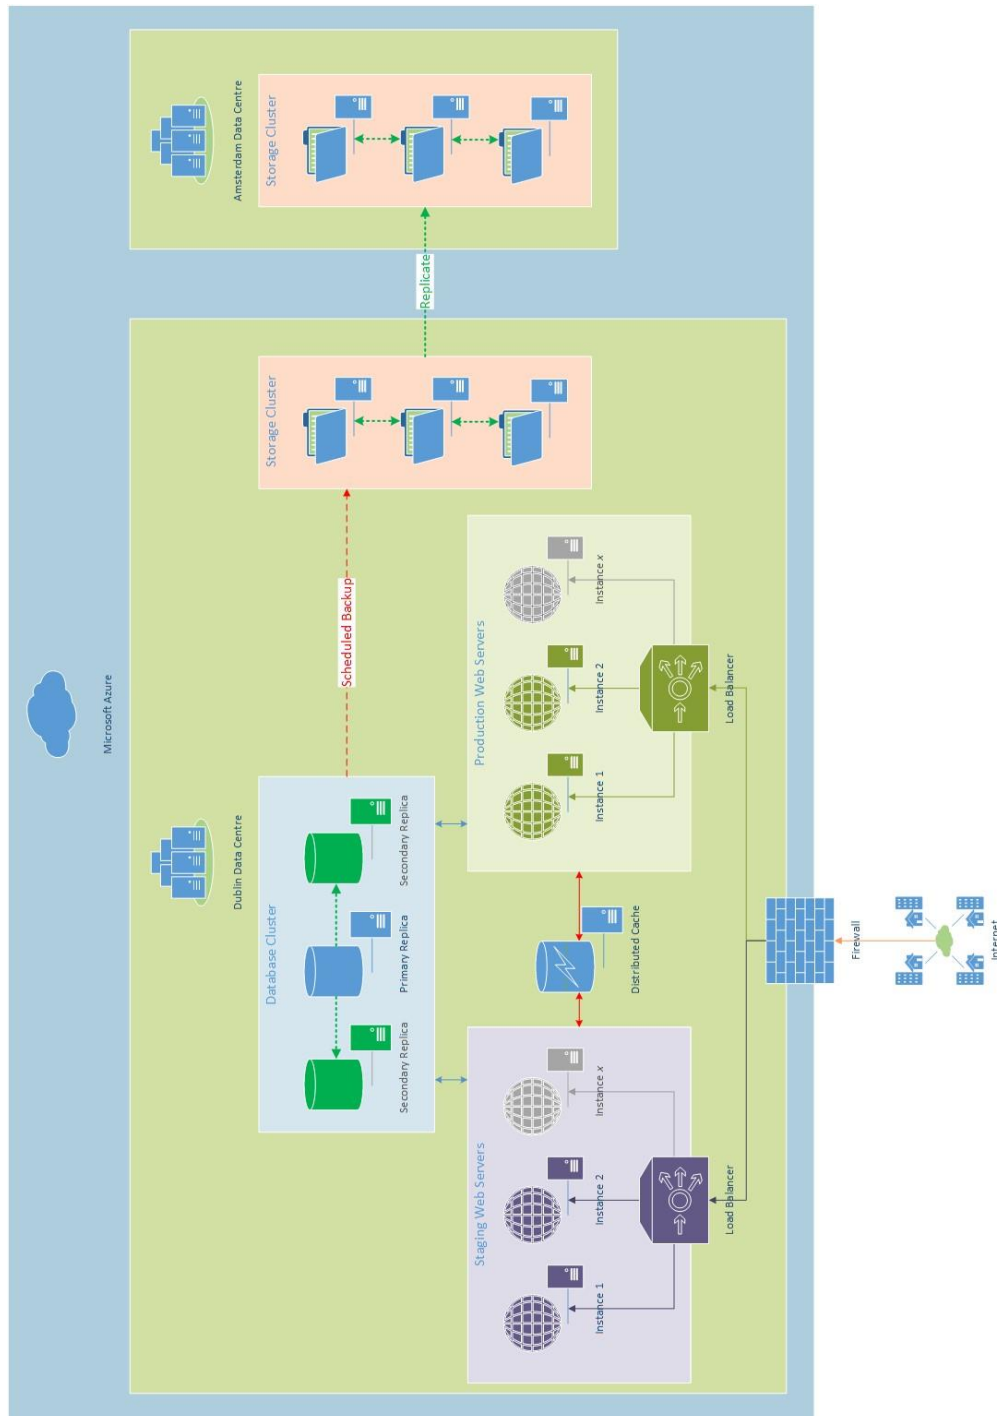 Microsoft Azure
Dublin Data Centre
Amsterdam Data Centre
Database Cluster
Secondary Replica
Primary Replica
Secondary Replica
Scheduled Backup
Storage Cluster
Replicate
Storage Cluster
Staging Web Servers
Instance 1
Instance 2
Instance x
Load Balancer
Distributed Cache
Production Web Servers
Instance 1
Instance 2
Instance x
Load Balancer
Firewall
Internet